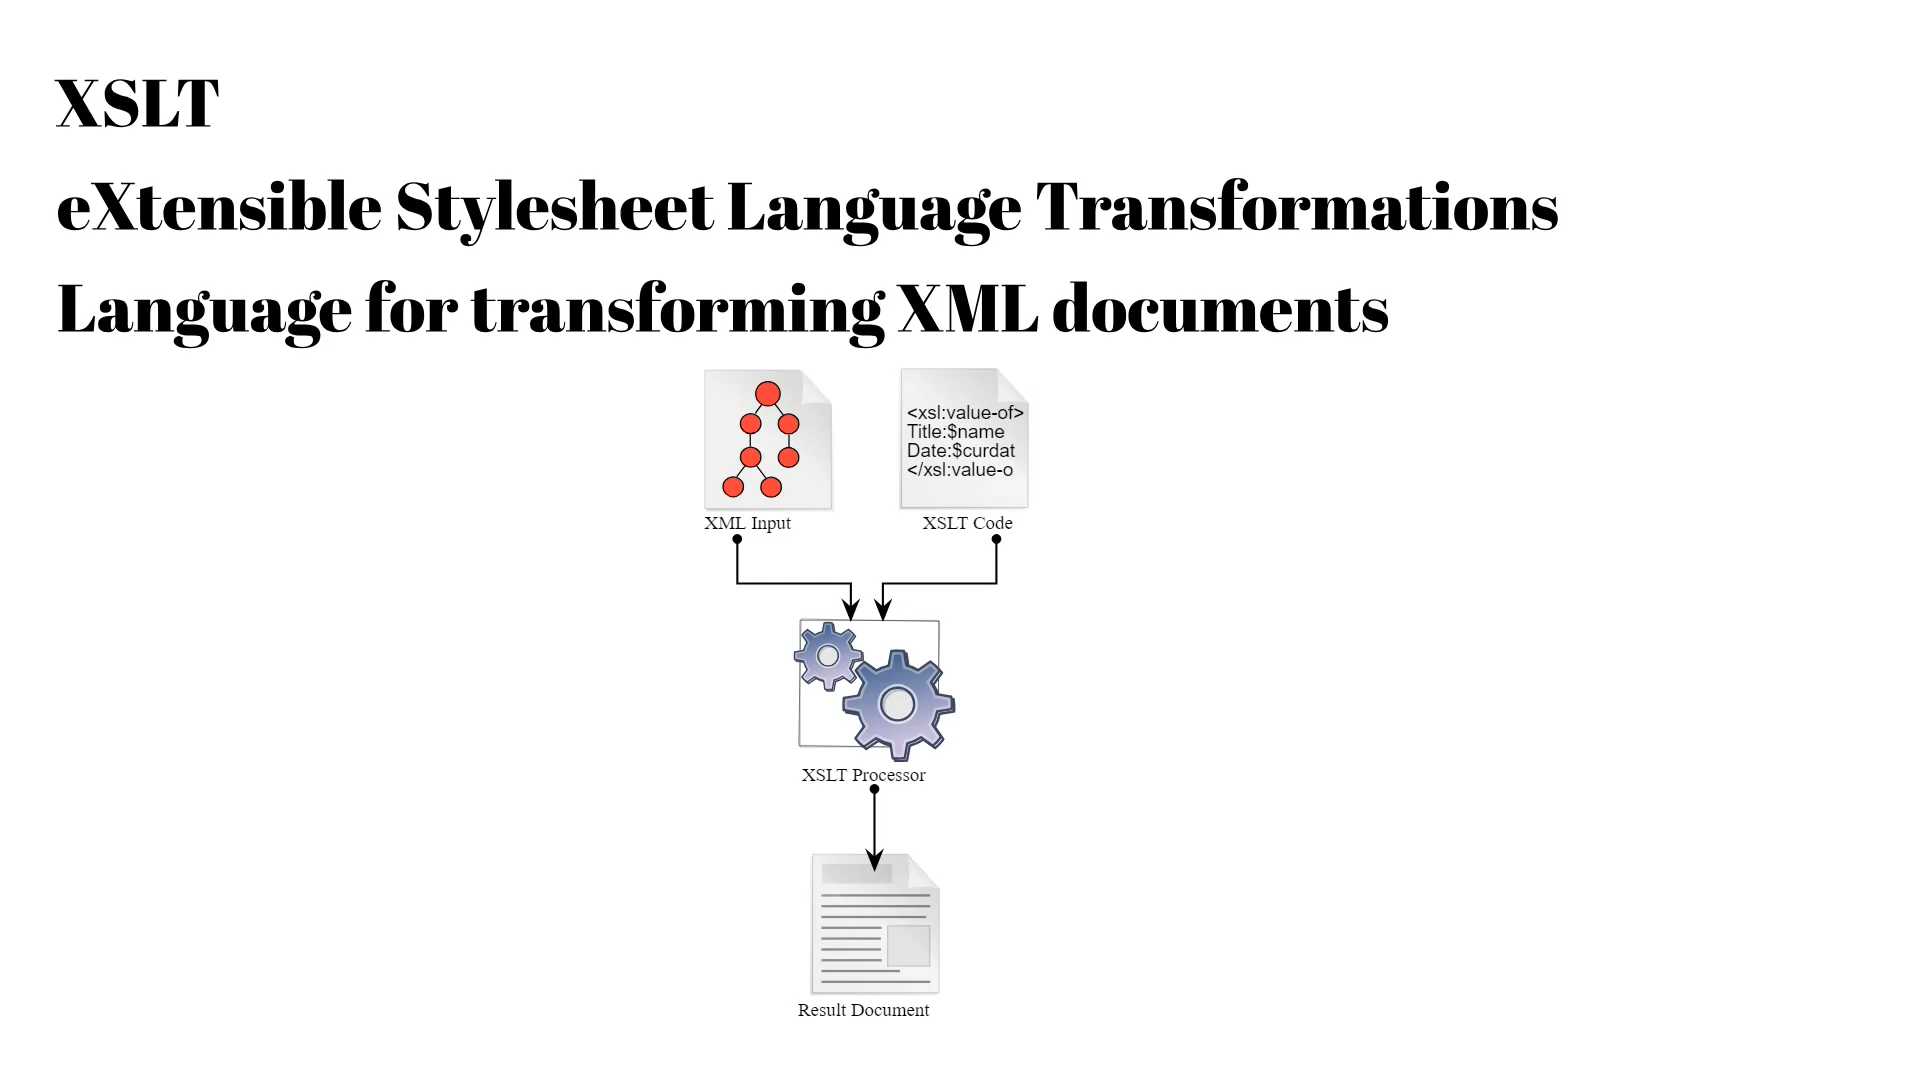 XSLT
eXtensible Stylesheet Language Transformations
Language for transforming XML documents
<xsl:value-of>
Title:$name
Date:$curdat
</xsl:value-o
XML Input
XSLT Code
XSLT Processor
Result Document